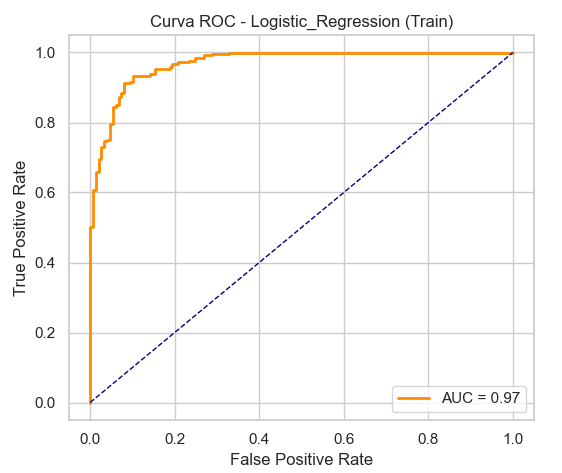 Curva ROC - Logistic_Regression (Train)
1.0
0.8
0.6
0.4
0.2
0.0
True Positive Rate
AUC = 0.97
0.0 0.2 0.4 0.6 0.8 1.0
False Positive Rate